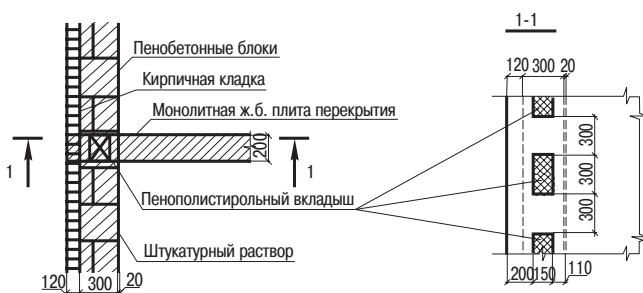 1-1
Пенобетонные блоки
Кирпичная кладка
Монолитная ж.б. плита перекрытия
120 300 20
1
200
1
300
300
300
Пенополистирольный вкладыш
Штукатурный раствор
120 300 20
200 150 110